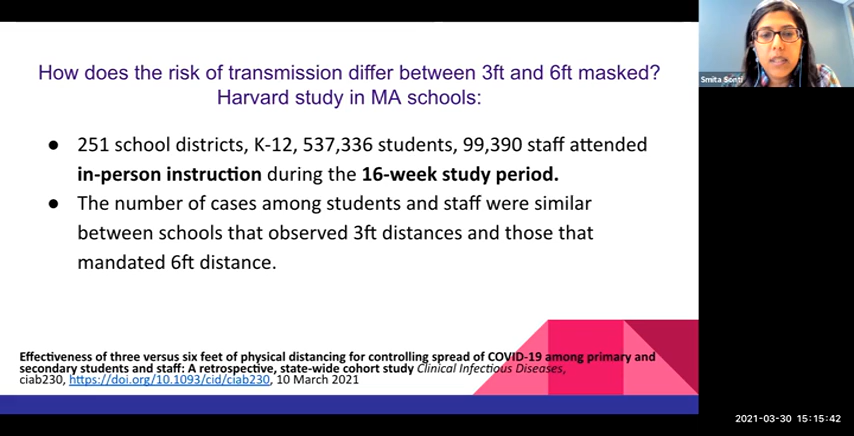 How does the risk of transmission differ between 3ft and 6ft masked?
Harvard study in MA schools:
● 251 school districts, K-12, 537,336 students, 99,390 staff attended
in-person instruction during the 16-week study period.
● The number of cases among students and staff were similar
between schools that observed 3ft distances and those that
mandated 6ft distance.
Effectiveness of three versus six feet of physical distancing for controlling spread of COVID-19 among primary and
secondary students and staff: A retrospective, state-wide cohort study Clinical Infectious Diseases,
ciab230, https://doi.org/10.1093/cid/ciab230, 10 March 2021
Smita
2021-03-30 15:15:42